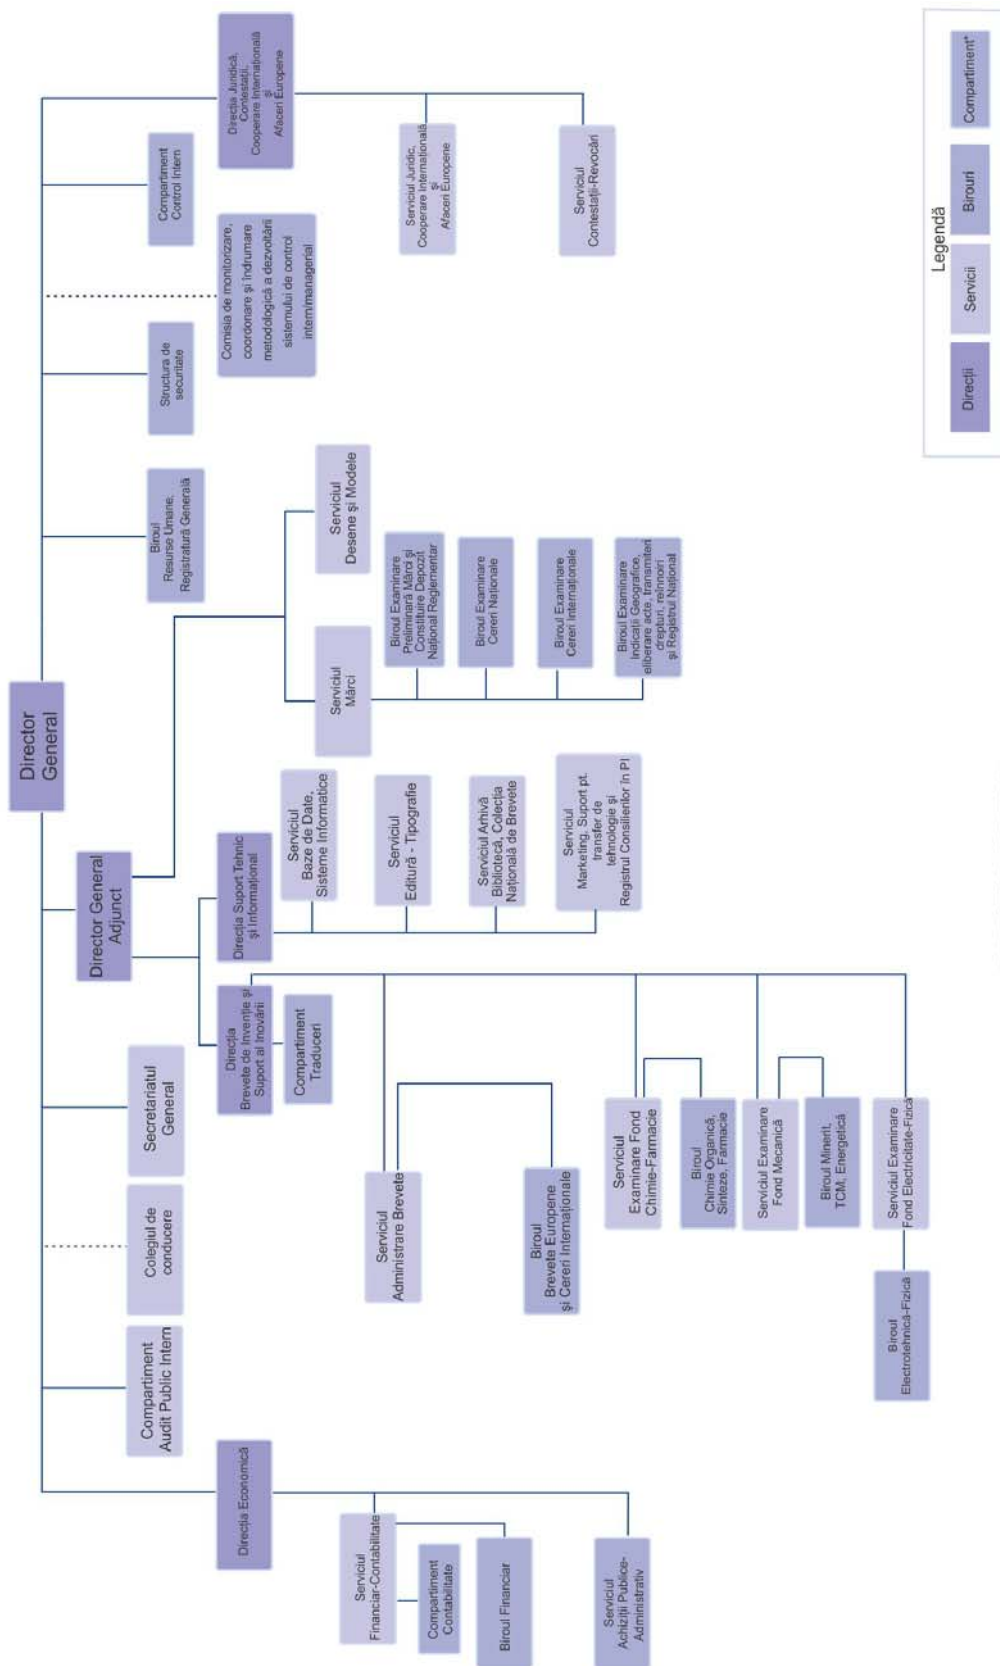 Director
General
Director General
Adjunct
Compartiment
Audit Public Intern
Colegiul de
conducere
Secretariatul
General
Biroul
Resurse Umane,
Registratură Generală
Structura de
securitate
Compartiment
Control Intern
Direcția Economică
Direcția
Brevete de Invenție și
Suport al Inovării
Direcția Suport Tehnic
și Informațional
Comisia de monitorizare,
coordonare și îndrumare
metodologică a dezvoltării
sistemului de control
intern/managerial
Direcția Juridică,
Contestații,
Cooperare Internațională
și
Afaceri Europene
Compartiment
Traduceri
Serviciul
Financiar-Contabilitate
Compartiment
Contabilitate
Biroul Financiar
Serviciul
Achiziții Publice-
Administrativ
Serviciul
Administrare Brevete
Biroul
Brevete Europene
și Cereri Internaționale
Serviciul
Examinare Fond
Chimie-Farmacie
Biroul
Chimie Organică,
Sinteze, Farmacie
Serviciul Examinare
Fond Mecanică
Biroul Minerit,
TCM, Energetică
Serviciul Examinare
Fond Electricitate-Fizică
Biroul
Electrotehnică-Fizică
Serviciul
Baze de Date,
Sisteme Informatice
Serviciul
Editură - Tipografie
Serviciul Arhivă
Bibliotecă, Colecția
Națională de Brevete
Serviciul
Marketing, Suport pt.
transfer de
tehnologie și
Registrul Consilierilor în PI
Serviciul
Mărci
Serviciul
Desene și Modele
Biroul Examinare
Preliminară Mărci și
Constituire Depozit
Național Reglementar
Biroul Examinare
Cereri Naționale
Biroul Examinare
Cereri Internaționale
Biroul Examinare
Indicații Geografice,
eliberare acte, transmiteri
drepturi, reînnoiri
și Registrul Național
Serviciul Juridic,
Cooperare Internațională
și
Afaceri Europene
Serviciul
Contestații-Revocări
Legendă
Direcții
Servicii
Birouri
Compartiment*